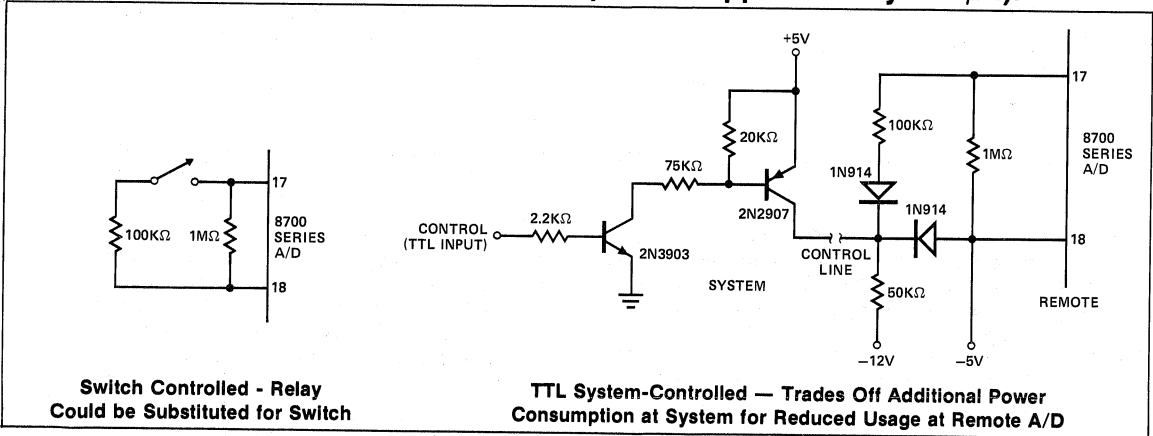 17
100KΩ
1MΩ
8700
SERIES
A/D
18
Switch Controlled - Relay
Could be Substituted for Switch
+5V
20KΩ
75KΩ
2N2907
2.2KΩ
CONTROL
(TTL INPUT)
2N3903
SYSTEM
CONTROL
LINE
100KΩ
1N914
1N914
50KΩ
−12V
−5V
1MΩ
17
8700
SERIES
A/D
18
REMOTE
TTL System-Controlled — Trades Off Additional Power
Consumption at System for Reduced Usage at Remote A/D